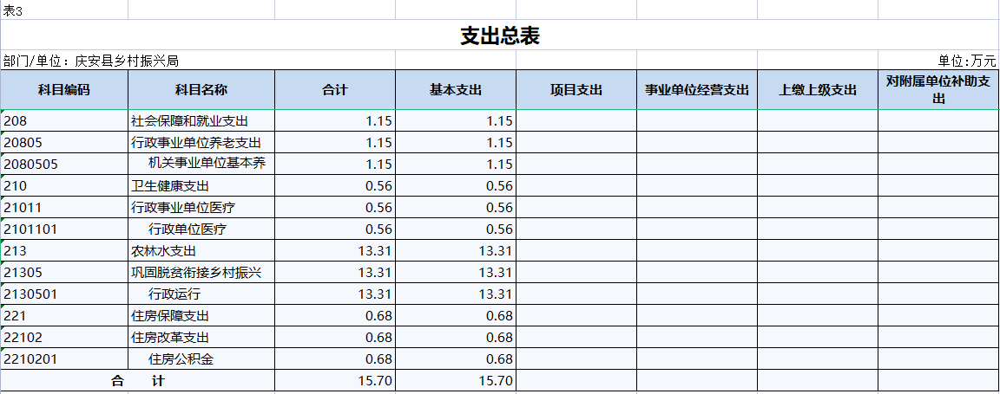 表3
支出总表
部门/单位：庆安县乡村振兴局 单位:万元
科目编码 科目名称 合计 基本支出 项目支出 事业单位经营支出 上缴上级支出 对附属单位补助支出
208 社会保障和就业支出 1.15 1.15
20805 行政事业单位养老支出 1.15 1.15
2080505 机关事业单位基本养 1.15 1.15
210 卫生健康支出 0.56 0.56
21011 行政事业单位医疗 0.56 0.56
2101101 行政单位医疗 0.56 0.56
213 农林水支出 13.31 13.31
21305 巩固脱贫衔接乡村振兴 13.31 13.31
2130501 行政运行 13.31 13.31
221 住房保障支出 0.68 0.68
22102 住房改革支出 0.68 0.68
2210201 住房公积金 0.68 0.68
合 计 15.70 15.70